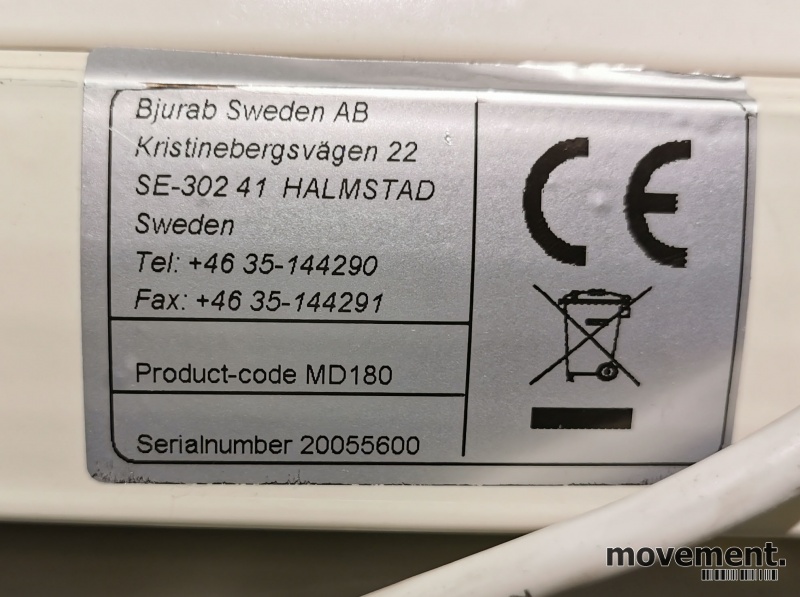 Bjurab Sweden AB
Kristinebergsvägen 22
SE-302 41 HALMSTAD
Sweden
Tel: +46 35-144290
Fax: +46 35-144291
Product-code MD180
Serialnumber 20055600
CE
movement.